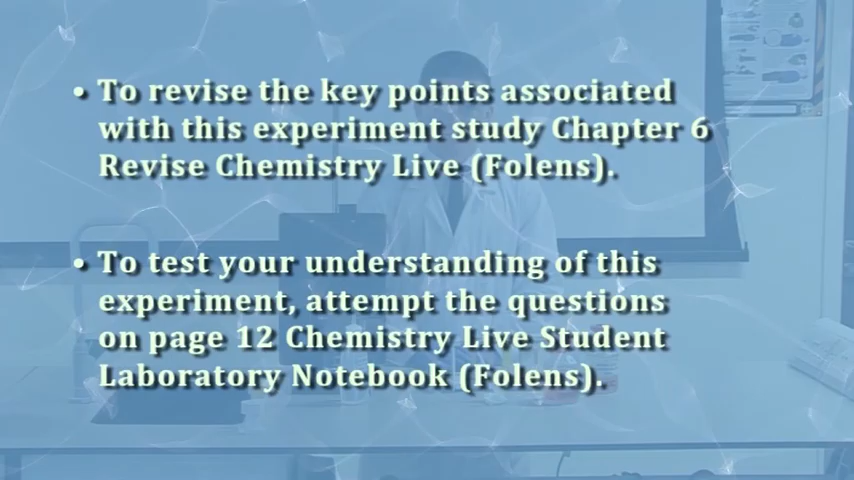 • To revise the key points associated
with this experiment study Chapter 6
Revise Chemistry Live (Folens).
• To test your understanding of this
experiment, attempt the questions
on page 12 Chemistry Live Student
Laboratory Notebook (Folens).